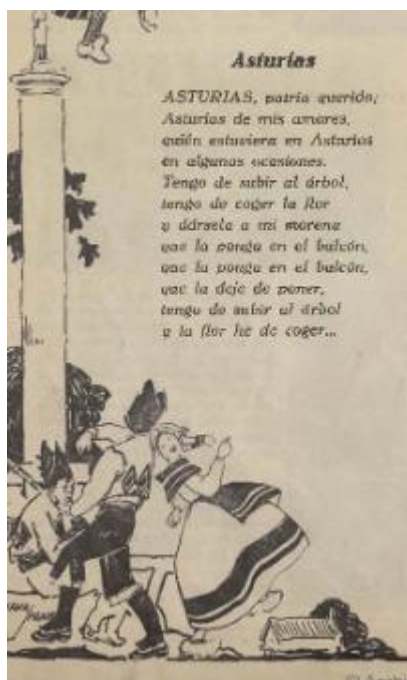 Asturias
ASTURIAS, patria querida,
Asturias de mis amores,
quién estuviera en Asturias
en algunas ocasiones.
Tengo de subir al árbol,
tengo de coger la flor
y dársela a mi morena
que la ponga en el balcón,
que la ponga en el balcón,
que la deje de poner,
tengo de subir al árbol
y la flor he de coger...